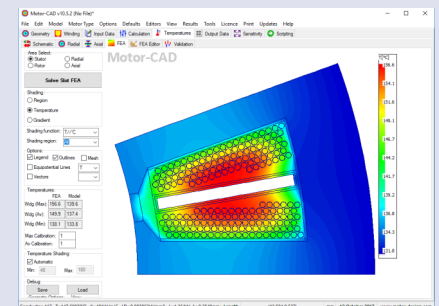 Motor-CAD v10.5.2 (No File)*
File Edit Model Motor Type Options Defaults Editors View Results Tools Licence Print Updates Help
Geometry Winding Input Data Calculation Temperatures Output Data Sensitivity Scripting
Schematic Radial Axial FEA FEA Editor Validation
Area Select:
Stator Radial
Rotor Axial
Motor-CAD
Solve Slot FEA
Shading
Region
Temperature
Gradient
Shading function: T/°C
Shading region: All
Options:
Legend Outlines Mesh
Equipotential Lines
Vectors
Temperatures
FEA Model
Wdg (Max) 156.6 139.6
Wdg (Av) 149.9 137.4
Wdg (Min) 138.1 133.8
Max Calibration: 1
Av Calibration: 1
Temperature Shading
Automatic
Min: 40 Max: 160
Debug
Save Load
T[°C]
156.6
154.1
151.6
149.1
146.7
144.2
141.7
139.2
136.8
134.3
131.8